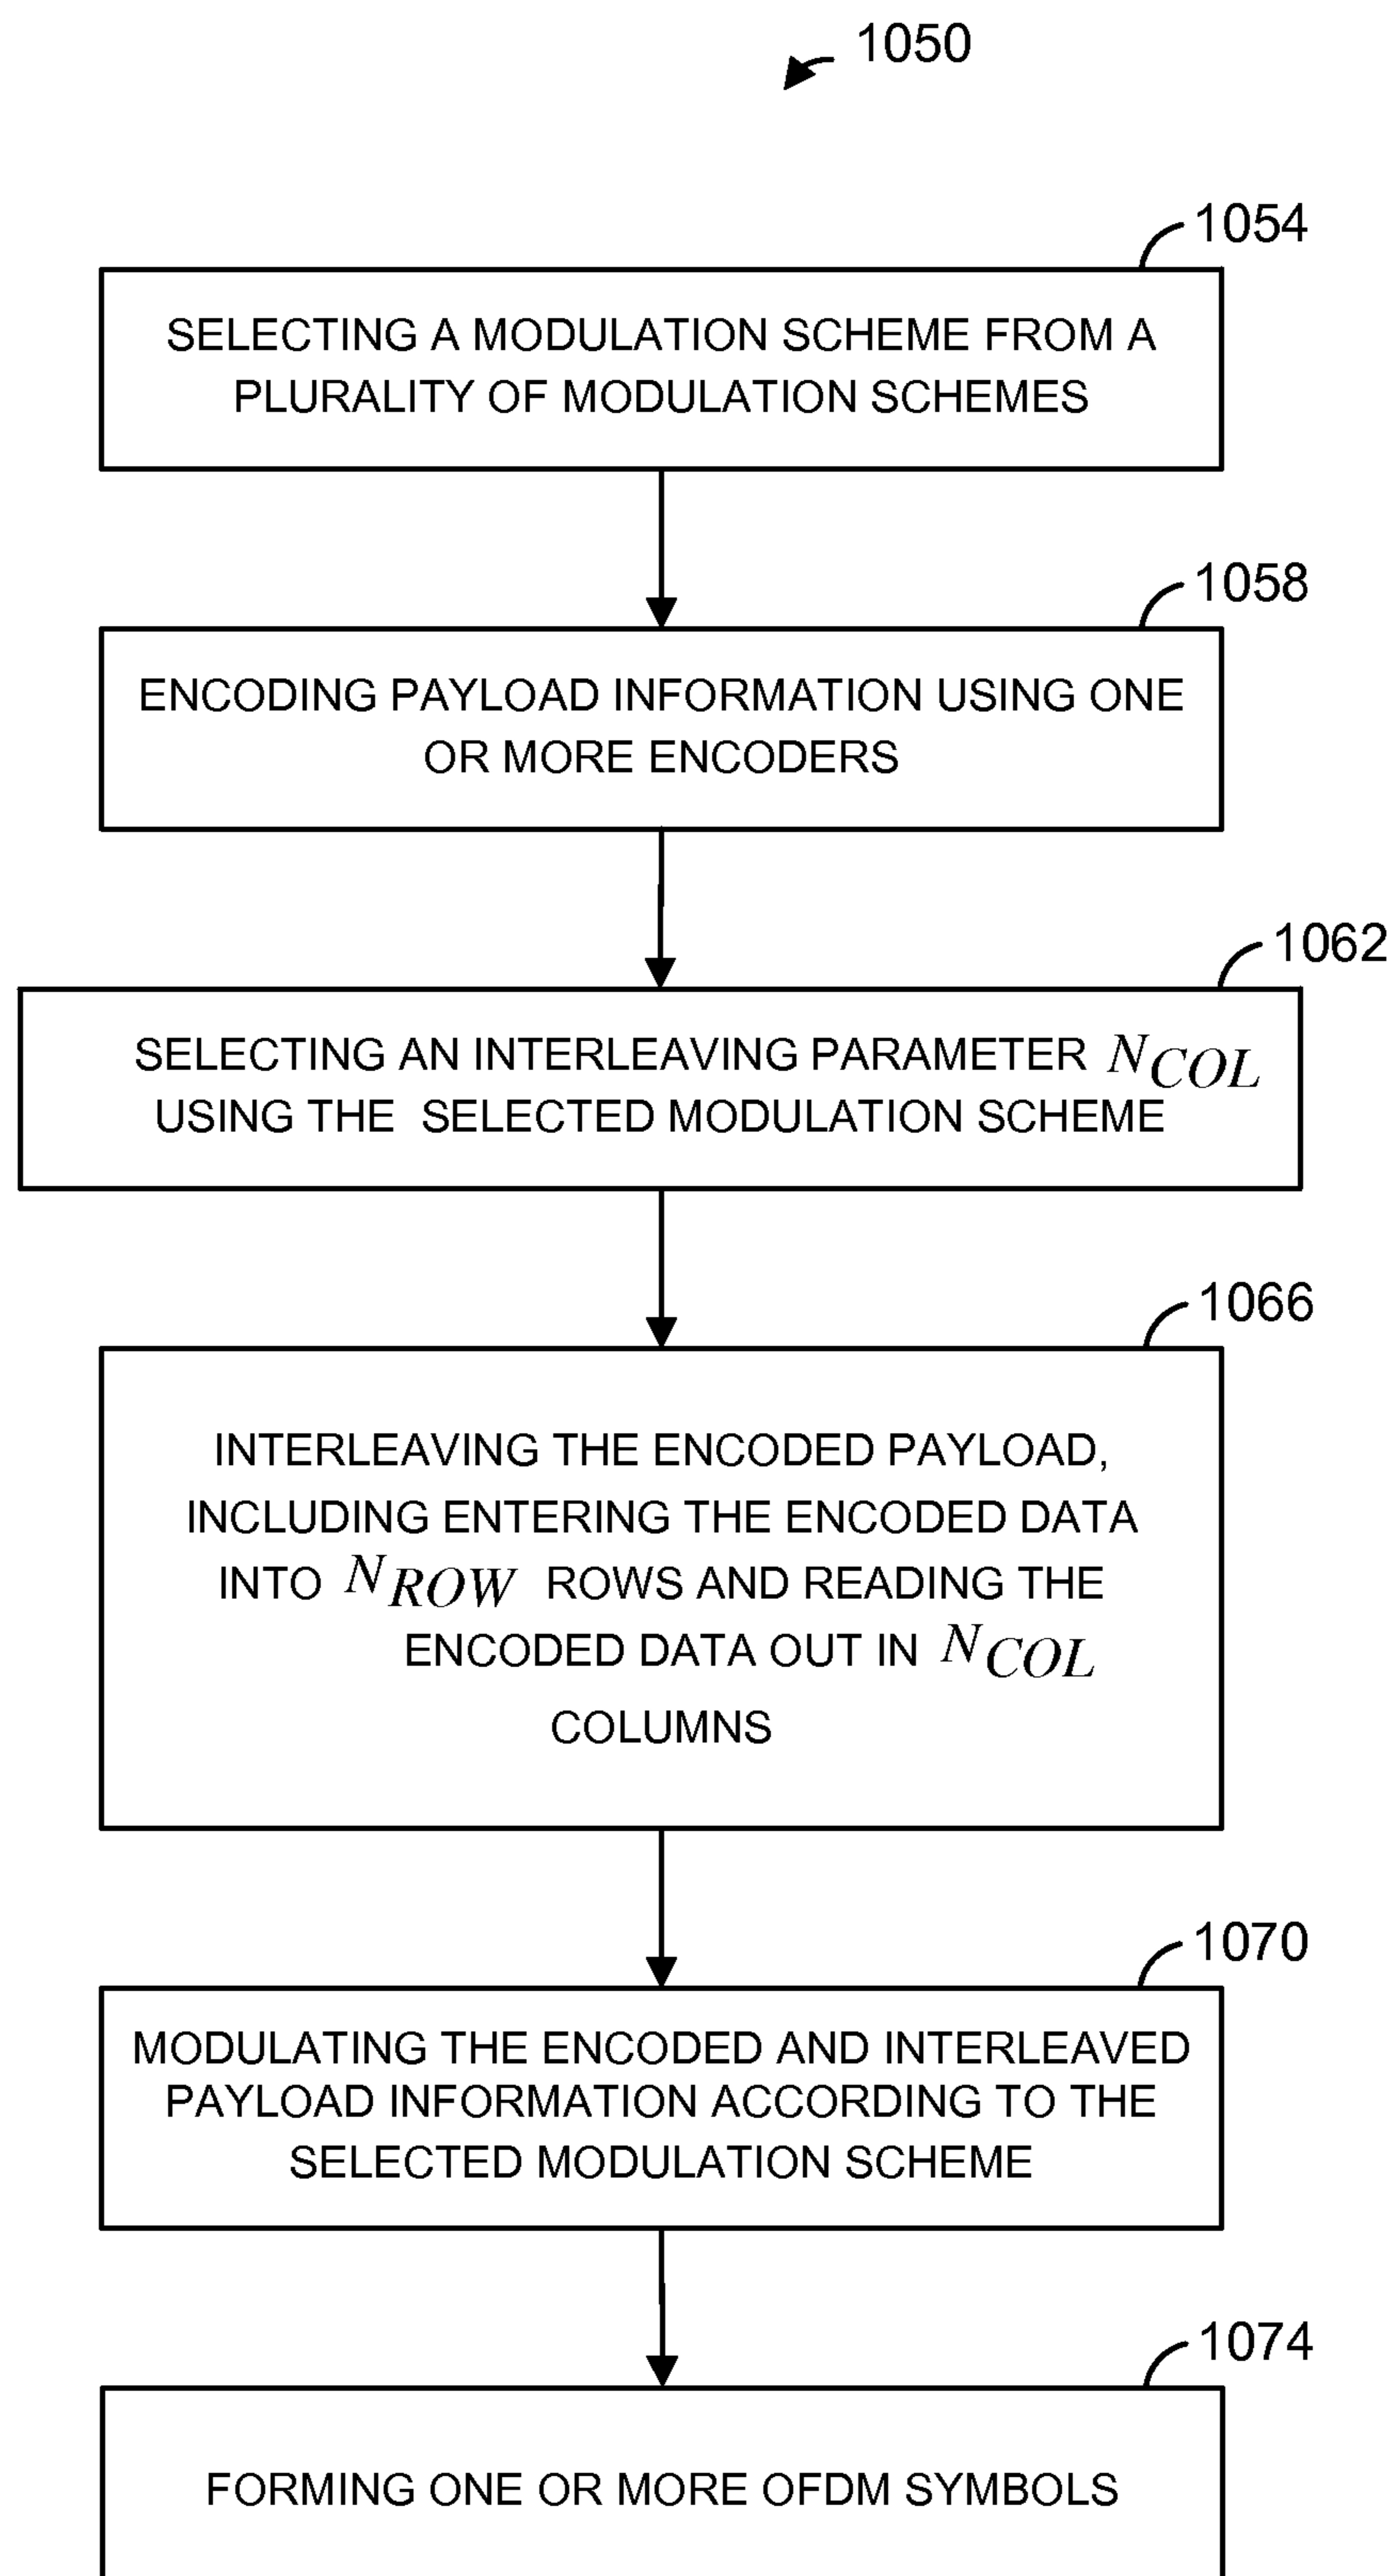 1050
1054
SELECTING A MODULATION SCHEME FROM A
PLURALITY OF MODULATION SCHEMES
1058
ENCODING PAYLOAD INFORMATION USING ONE
OR MORE ENCODERS
1062
SELECTING AN INTERLEAVING PARAMETER N_COL
USING THE SELECTED MODULATION SCHEME
1066
INTERLEAVING THE ENCODED PAYLOAD,
INCLUDING ENTERING THE ENCODED DATA
INTO N_ROW ROWS AND READING THE
ENCODED DATA OUT IN N_COL
COLUMNS
1070
MODULATING THE ENCODED AND INTERLEAVED
PAYLOAD INFORMATION ACCORDING TO THE
SELECTED MODULATION SCHEME
1074
FORMING ONE OR MORE OFDM SYMBOLS